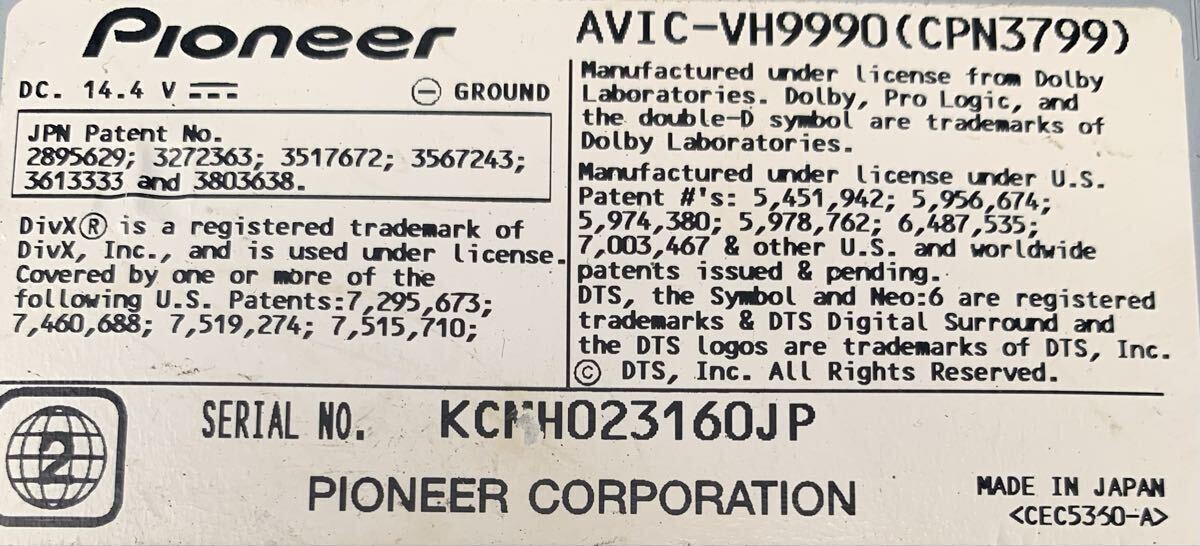 Pioneer
DC. 14.4 V
⊖ GROUND
JPN Patent No.
2895629; 3272363; 3517672; 3567243;
3613333 and 3803638.
DivX® is a registered trademark of
DivX, Inc., and is used under license.
Covered by one or more of the
following U.S. Patents:7,295,673;
7,460,688; 7,519,274; 7,515,710;
AVIC-VH9990(CPN3799)
Manufactured under license from Dolby
Laboratories. Dolby, Pro Logic, and
the double-D symbol are trademarks of
Dolby Laboratories.
Manufactured under license under U.S.
Patent #'s: 5,451,942; 5,956,674;
5,974,380; 5,978,762; 6,487,535;
7,003,467 & other U.S. and worldwide
patents issued & pending.
DTS, the Symbol and Neo:6 are registered
trademarks & DTS Digital Surround and
the DTS logos are trademarks of DTS, Inc.
© DTS, Inc. All Rights Reserved.
2
SERIAL NO.
PIONEER CORPORATION
MADE IN JAPAN
<CEC5360-A>